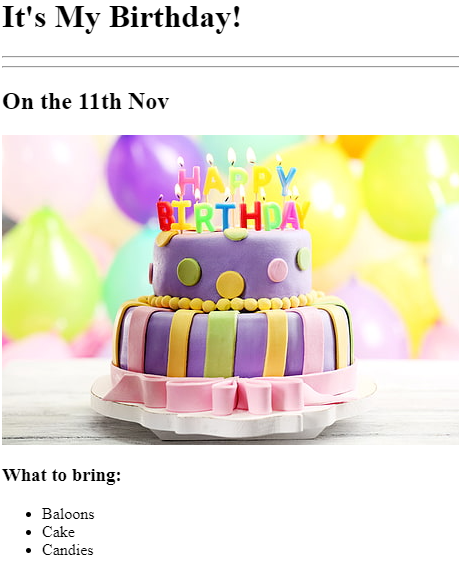 It's My Birthday!
On the 11th Nov
HAPPY
BIRTHDAY
What to bring:
Baloons
Cake
Candies